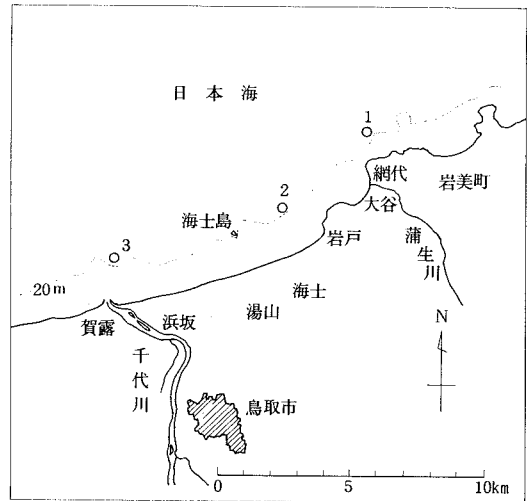 日本海
1
網代
岩美町
2
大谷
海士島
岩戸
蒲生川
3
海士
20m
湯山
N
賀露
浜坂
千代川
鳥取市
0 5 10km